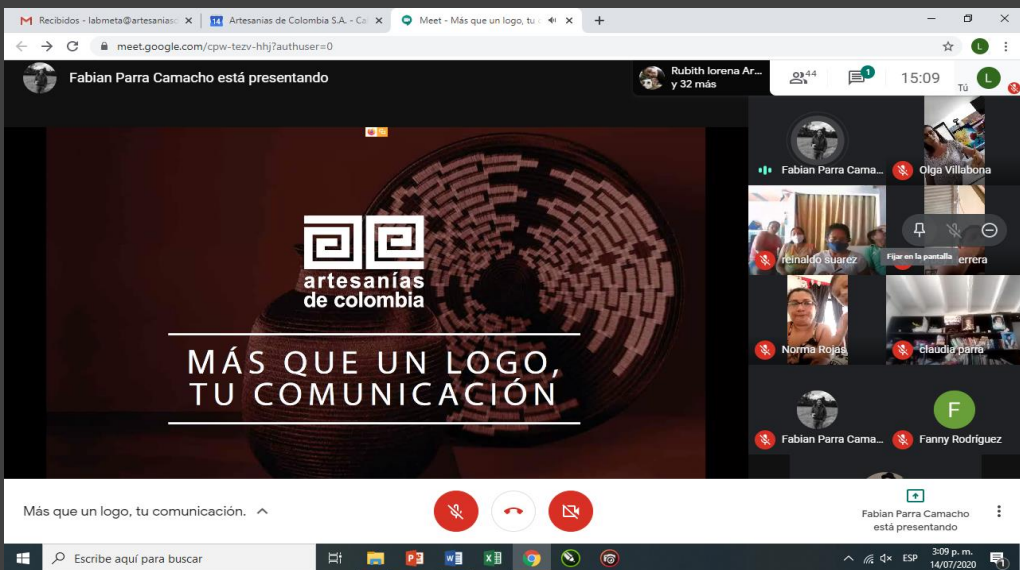 Recibidos - labmeta@artesanias
14
Artesanias de Colombia S.A. - Ca
Meet - Más que un logo, tu c
meet.google.com/cpw-tezv-hhj?authuser=0
L
Fabian Parra Camacho está presentando
Rubith lorena Ar...
y 32 más
44
1
15:09
Tú
L
Fabian Parra Cama...
Olga Villabona
reinaldo suarez
Fijar en la pantalla
errera
Norma Rojas
claudia parra
F
Fabian Parra Cama...
Fanny Rodríguez
artesanías
de colombia
MÁS QUE UN LOGO,
TU COMUNICACIÓN
Más que un logo, tu comunicación.
Fabian Parra Camacho
está presentando
Escribe aquí para buscar
ESP
3:09 p. m.
14/07/2020